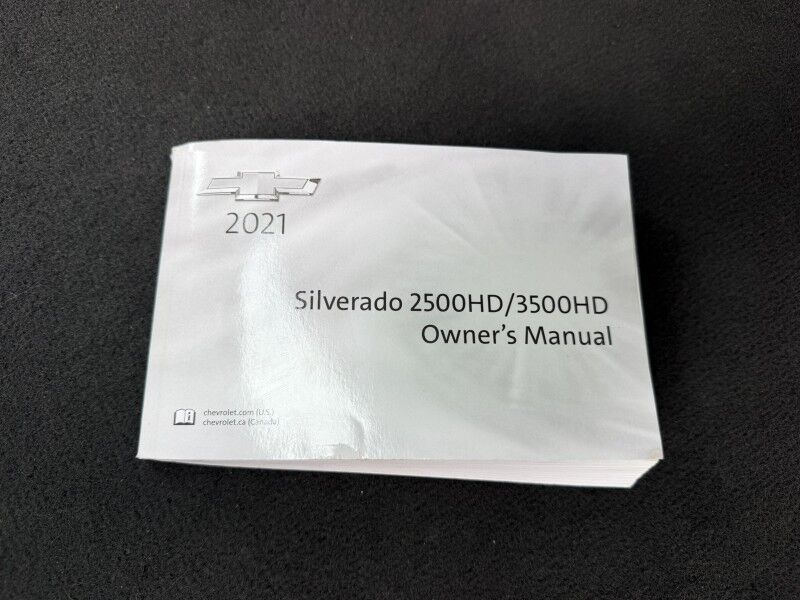 2021
Silverado 2500HD/3500HD
Owner's Manual
chevrolet.com (U.S.)
chevrolet.ca (Canada)